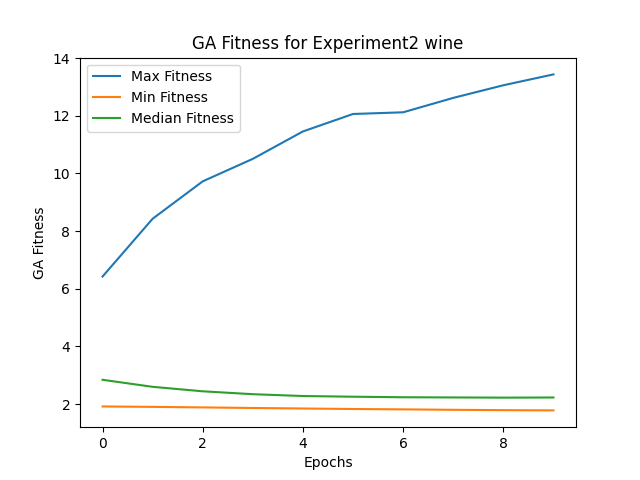 GA Fitness for Experiment2 wine
Max Fitness
Min Fitness
Median Fitness
GA Fitness
14
12
10
8
6
4
2
0 2 4 6 8
Epochs